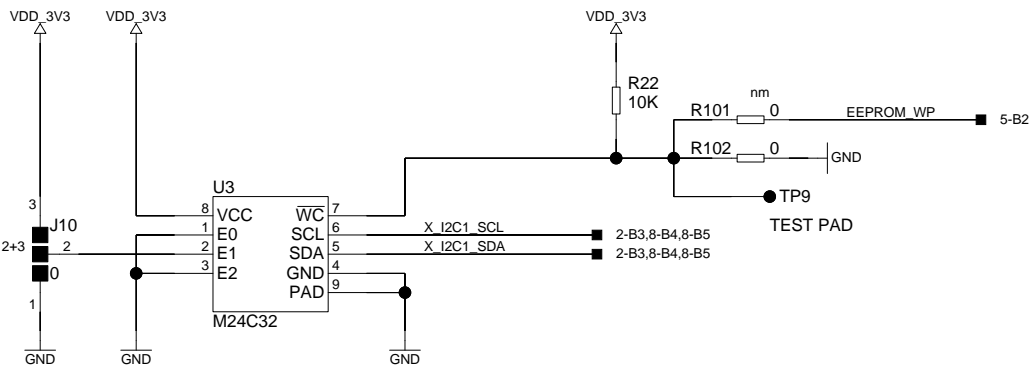 VDD_3V3
VDD_3V3
VDD_3V3
R22
10K
nm
R101
0
EEPROM_WP
5-B2
R102
0
GND
TP9
TEST PAD
U3
3
J10
2+3
2
0
1
8
VCC
WC
7
1
E0
SCL
6
X_I2C1_SCL
2-B3,8-B4,8-B5
2
E1
SDA
5
X_I2C1_SDA
2-B3,8-B4,8-B5
3
E2
GND
4
PAD
9
M24C32
GND
GND
GND